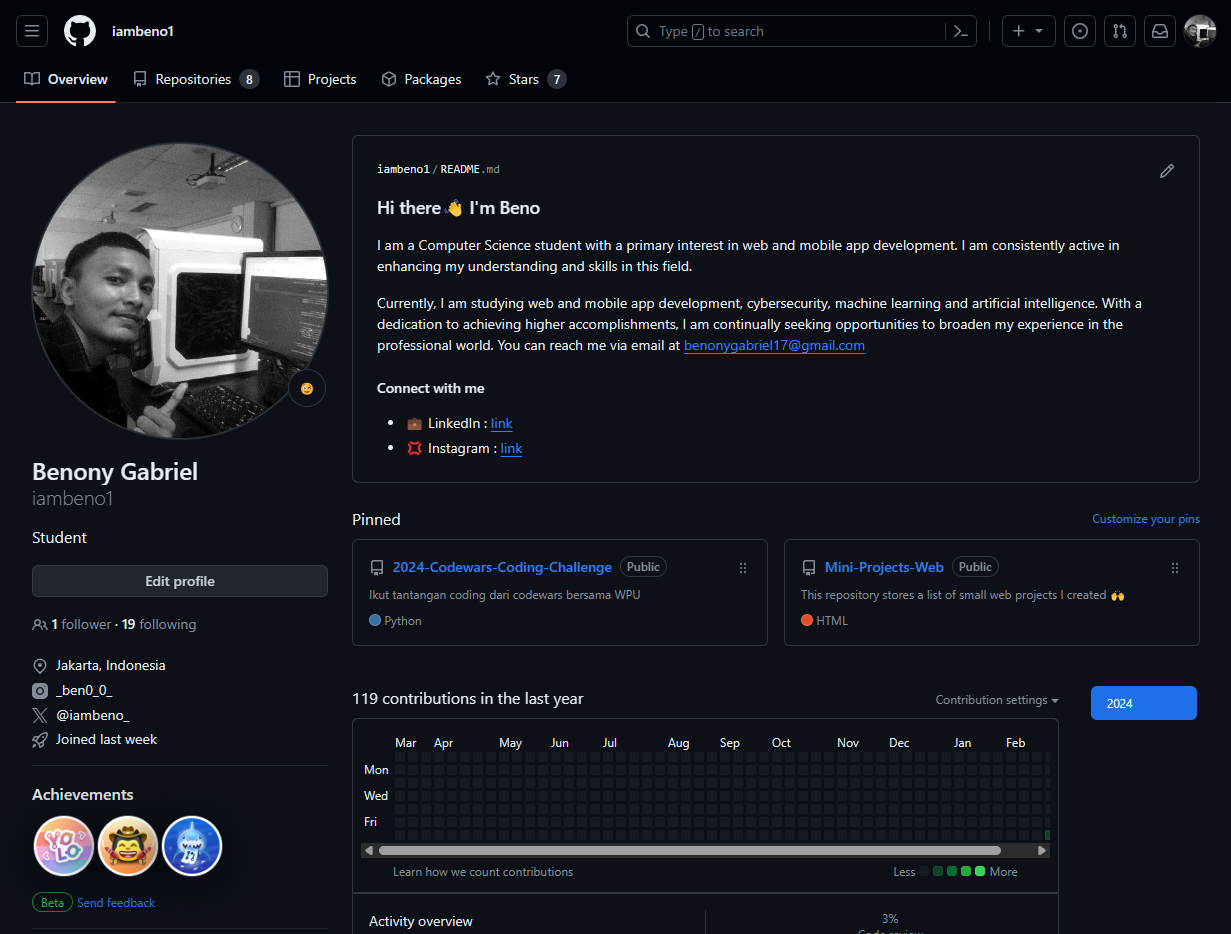 iambeno1
Type / to search
Overview
Repositories 8
Projects
Packages
Stars 7
iambeno1/README.md
Hi there 👋 I'm Beno
I am a Computer Science student with a primary interest in web and mobile app development. I am consistently active in
enhancing my understanding and skills in this field.
Currently, I am studying web and mobile app development, cybersecurity, machine learning and artificial intelligence. With a
dedication to achieving higher accomplishments, I am continually seeking opportunities to broaden my experience in the
professional world. You can reach me via email at benonygabriel17@gmail.com
Connect with me
💼 LinkedIn : link
💢 Instagram : link
Benony Gabriel
iambeno1
Student
Edit profile
1 follower · 19 following
Jakarta, Indonesia
_ben0_0_
@iambeno_
Joined last week
Achievements
YOLO
Beta Send feedback
Pinned
Customize your pins
2024-Codewars-Coding-Challenge Public
Ikut tantangan coding dari codewars bersama WPU
Python
Mini-Projects-Web Public
This repository stores a list of small web projects I created 🙌
HTML
119 contributions in the last year
Contribution settings
2024
Mar Apr May Jun Jul Aug Sep Oct Nov Dec Jan Feb
Mon
Wed
Fri
Learn how we count contributions
Less More
Activity overview
3%
Code review